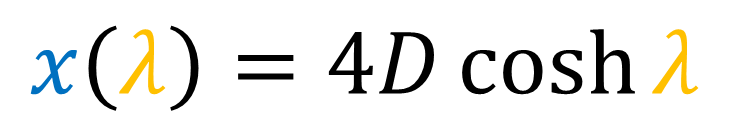 x(λ) = 4D cosh λ